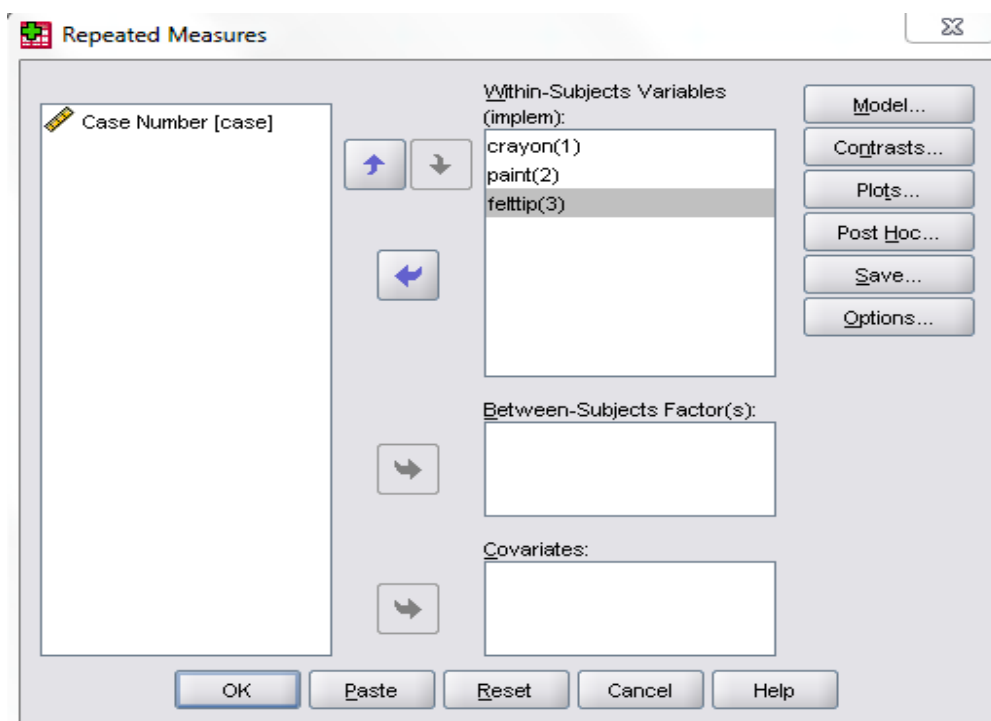 Repeated Measures
Case Number [case]
Within-Subjects Variables
(implem):
crayon(1)
paint(2)
felttip(3)
Between-Subjects Factor(s):
Covariates:
Model...
Contrasts...
Plots...
Post Hoc...
Save...
Options...
OK
Paste
Reset
Cancel
Help